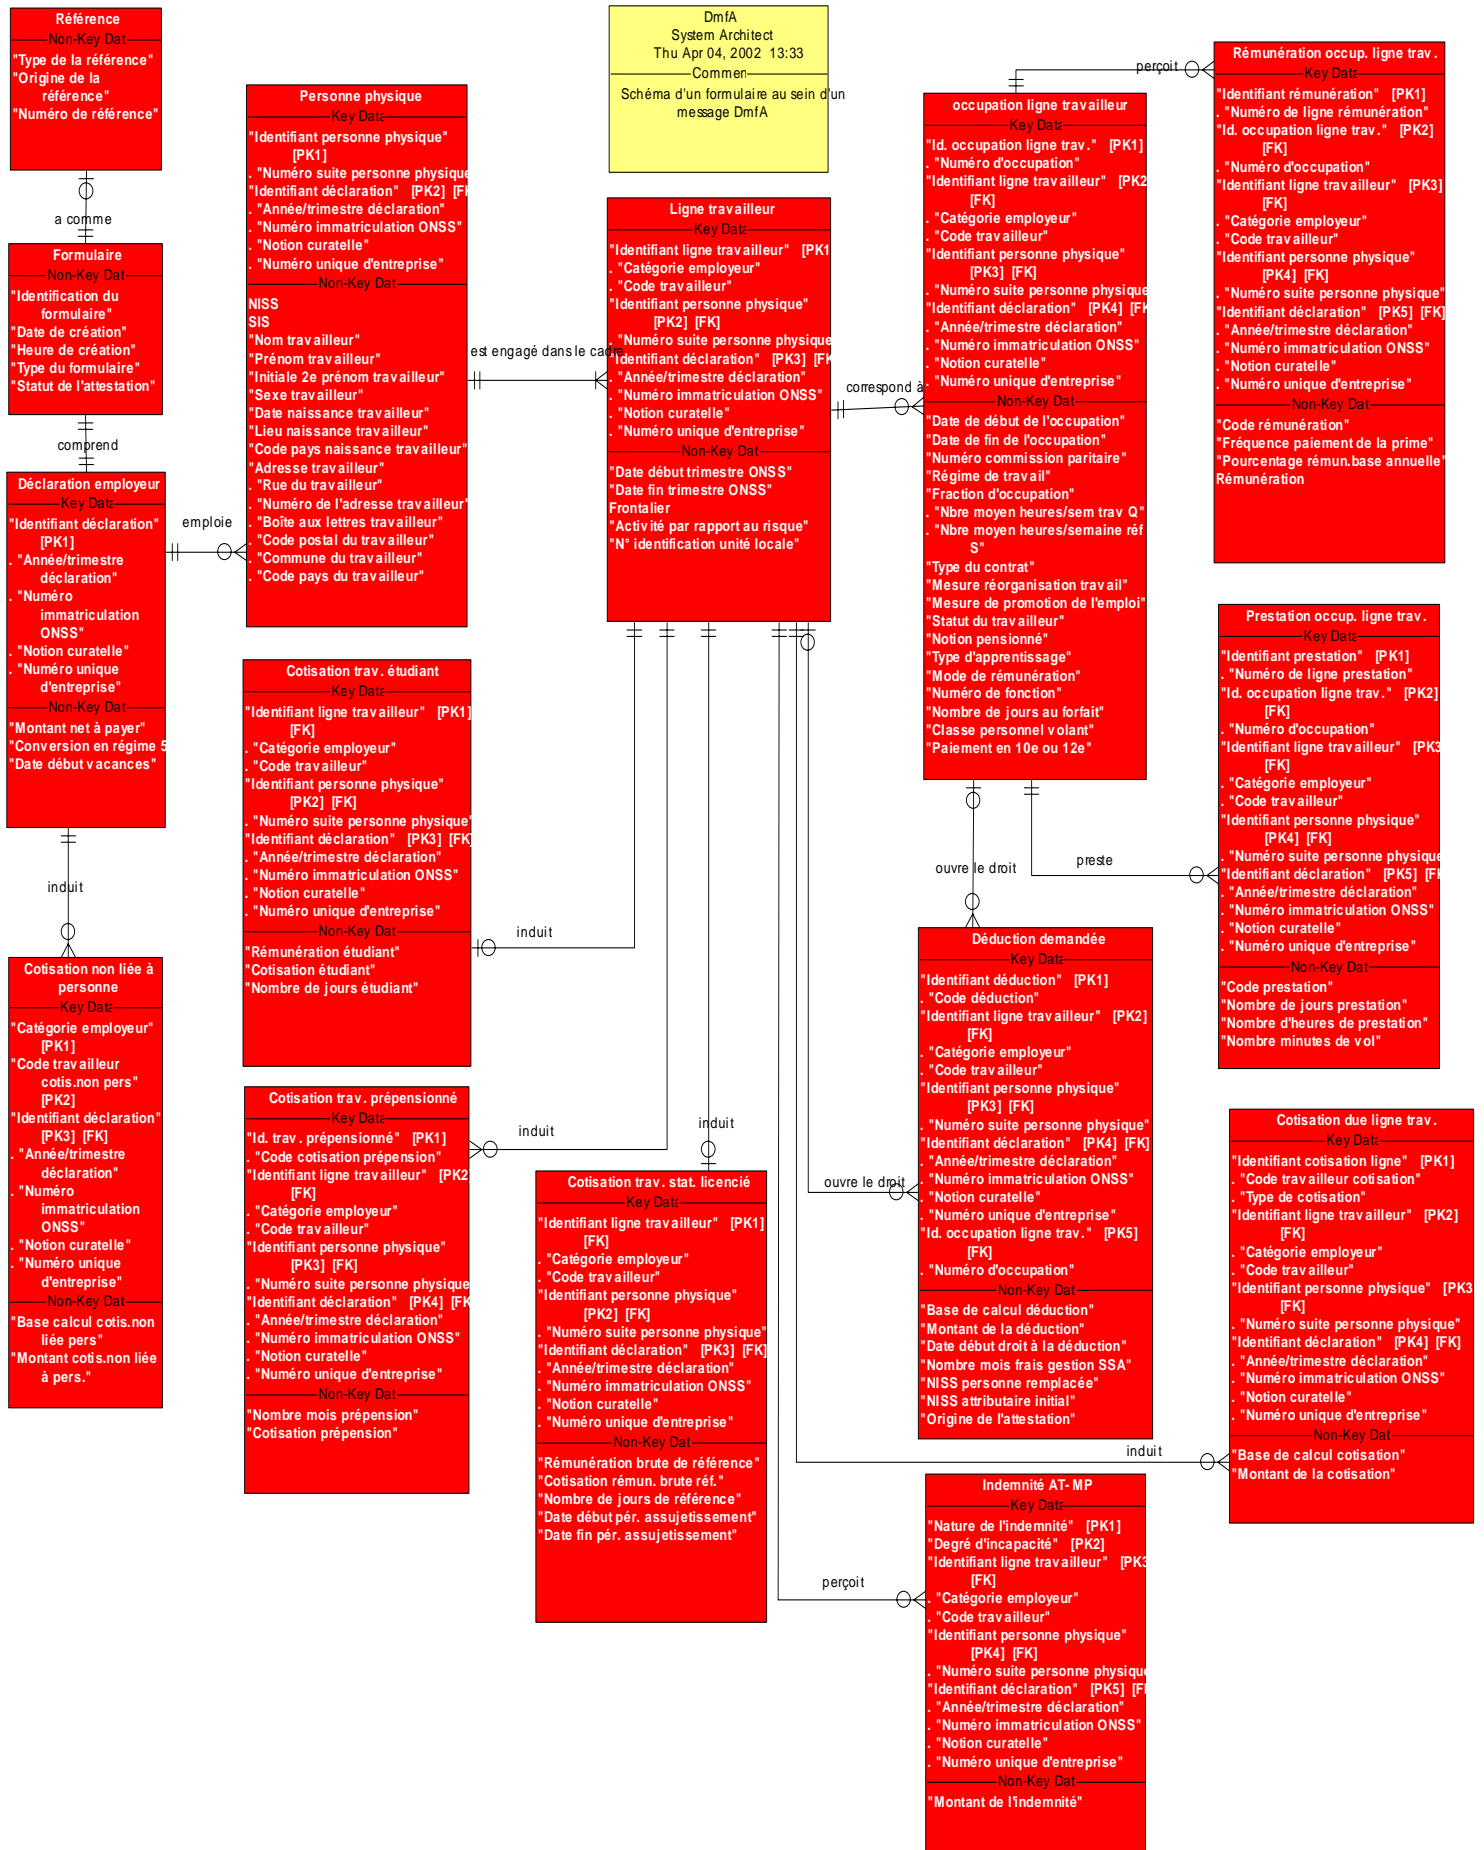 Référence
Non-Key Dat
"Type de la référence"
"Origine de la
référence"
"Numéro de référence"
a comme
Formulaire
Non-Key Dat
"Identification du
formulaire"
"Date de création"
"Heure de création"
"Type du formulaire"
"Statut de l'attestation"
comprend
Déclaration employeur
Key Data
"Identifiant déclaration"
[PK1]
. "Année/trimestre
déclaration"
. "Numéro
immatriculation
ONSS"
. "Notion curatelle"
. "Numéro unique
d'entreprise"
Non-Key Dat
"Montant net à payer"
"Conversion en régime 5
"Date début vacances"
induit
Cotisation non liée à
personne
Key Data
"Catégorie employeur"
[PK1]
"Code travailleur
cotis.non pers"
[PK2]
"Identifiant déclaration"
[PK3] [FK]
. "Année/trimestre
déclaration"
. "Numéro
immatriculation
ONSS"
. "Notion curatelle"
. "Numéro unique
d'entreprise"
Non-Key Dat
"Base calcul cotis.non
liée pers"
"Montant cotis.non liée
à pers."
emploie
Personne physique
Key Data
"Identifiant personne physique"
[PK1]
. "Numéro suite personne physique
"Identifiant déclaration" [PK2] [FK
. "Année/trimestre déclaration"
. "Numéro immatriculation ONSS"
. "Notion curatelle"
. "Numéro unique d'entreprise"
Non-Key Dat
NISS
SIS
"Nom travailleur"
"Prénom travailleur"
"Initiale 2e prénom travailleur"
"Sexe travailleur"
"Date naissance travailleur"
"Lieu naissance travailleur"
"Code pays naissance travailleur"
"Adresse travailleur"
. "Rue du travailleur"
. "Numéro de l'adresse travailleur"
. "Boîte aux lettres travailleur"
. "Code postal du travailleur"
. "Commune du travailleur"
. "Code pays du travailleur"
est engagé dans le cadre
Cotisation trav. étudiant
Key Data
"Identifiant ligne travailleur" [PK1]
[FK]
. "Catégorie employeur"
. "Code travailleur"
"Identifiant personne physique"
[PK2] [FK]
. "Numéro suite personne physique"
"Identifiant déclaration" [PK3] [FK]
. "Année/trimestre déclaration"
. "Numéro immatriculation ONSS"
. "Notion curatelle"
. "Numéro unique d'entreprise"
Non-Key Dat
"Rémunération étudiant"
"Cotisation étudiant"
"Nombre de jours étudiant"
induit
Cotisation trav. prépensionné
Key Data
"Id. trav. prépensionné" [PK1]
. "Code cotisation prépension"
"Identifiant ligne travailleur" [PK2]
[FK]
. "Catégorie employeur"
. "Code travailleur"
"Identifiant personne physique"
[PK3] [FK]
. "Numéro suite personne physique
"Identifiant déclaration" [PK4] [FK
. "Année/trimestre déclaration"
. "Numéro immatriculation ONSS"
. "Notion curatelle"
. "Numéro unique d'entreprise"
Non-Key Dat
"Nombre mois prépension"
"Cotisation prépension"
induit
DmfA
System Architect
Thu Apr 04, 2002 13:33
Commen
Schéma d'un formulaire au sein d'un
message DmfA
Ligne travailleur
Key Data
"Identifiant ligne travailleur" [PK1
. "Catégorie employeur"
. "Code travailleur"
"Identifiant personne physique"
[PK2] [FK]
. "Numéro suite personne physique
"Identifiant déclaration" [PK3] [FK
. "Année/trimestre déclaration"
. "Numéro immatriculation ONSS"
. "Notion curatelle"
. "Numéro unique d'entreprise"
Non-Key Dat
"Date début trimestre ONSS"
"Date fin trimestre ONSS"
Frontalier
"Activité par rapport au risque"
"N° identification unité locale"
correspond à
induit
Cotisation trav. stat. licencié
Key Data
"Identifiant ligne travailleur" [PK1]
[FK]
. "Catégorie employeur"
. "Code travailleur"
"Identifiant personne physique"
[PK2] [FK]
. "Numéro suite personne physique"
"Identifiant déclaration" [PK3] [FK]
. "Année/trimestre déclaration"
. "Numéro immatriculation ONSS"
. "Notion curatelle"
. "Numéro unique d'entreprise"
Non-Key Dat
"Rémunération brute de référence"
"Cotisation rémun. brute réf."
"Nombre de jours de référence"
"Date début pér. assujetissement"
"Date fin pér. assujetissement"
occupation ligne travailleur
Key Data
"Id. occupation ligne trav." [PK1]
. "Numéro d'occupation"
"Identifiant ligne travailleur" [PK2
[FK]
. "Catégorie employeur"
. "Code travailleur"
"Identifiant personne physique"
[PK3] [FK]
. "Numéro suite personne physique
"Identifiant déclaration" [PK4] [FK
. "Année/trimestre déclaration"
. "Numéro immatriculation ONSS"
. "Notion curatelle"
. "Numéro unique d'entreprise"
Non-Key Dat
"Date de début de l'occupation"
"Date de fin de l'occupation"
"Numéro commission paritaire"
"Régime de travail"
"Fraction d'occupation"
. "Nbre moyen heures/sem trav Q"
. "Nbre moyen heures/semaine réf
S"
"Type du contrat"
"Mesure réorganisation travail"
"Mesure de promotion de l'emploi"
"Statut du travailleur"
"Notion pensionné"
"Type d'apprentissage"
"Mode de rémunération"
"Numéro de fonction"
"Nombre de jours au forfait"
"Classe personnel volant"
"Paiement en 10e ou 12e"
perçoit
ouvre le droit
preste
Déduction demandée
Key Data
"Identifiant déduction" [PK1]
. "Code déduction"
"Identifiant ligne travailleur" [PK2]
[FK]
. "Catégorie employeur"
. "Code travailleur"
"Identifiant personne physique"
[PK3] [FK]
. "Numéro suite personne physique"
"Identifiant déclaration" [PK4] [FK]
. "Année/trimestre déclaration"
. "Numéro immatriculation ONSS"
. "Notion curatelle"
. "Numéro unique d'entreprise"
"Id. occupation ligne trav." [PK5]
[FK]
. "Numéro d'occupation"
Non-Key Dat
"Base de calcul déduction"
"Montant de la déduction"
"Date début droit à la déduction"
"Nombre mois frais gestion SSA"
"NISS personne remplacée"
"NISS attributaire initial"
"Origine de l'attestation"
ouvre le droit
induit
Indemnité AT-MP
Key Data
"Nature de l'indemnité" [PK1]
"Degré d'incapacité" [PK2]
"Identifiant ligne travailleur" [PK3
[FK]
. "Catégorie employeur"
. "Code travailleur"
"Identifiant personne physique"
[PK4] [FK]
. "Numéro suite personne physique
"Identifiant déclaration" [PK5] [F
. "Année/trimestre déclaration"
. "Numéro immatriculation ONSS"
. "Notion curatelle"
. "Numéro unique d'entreprise"
Non-Key Dat
"Montant de l'indemnité"
perçoit
Rémunération occup. ligne trav.
Key Data
"Identifiant rémunération" [PK1]
. "Numéro de ligne rémunération"
"Id. occupation ligne trav." [PK2]
[FK]
. "Numéro d'occupation"
"Identifiant ligne travailleur" [PK3]
[FK]
. "Catégorie employeur"
. "Code travailleur"
"Identifiant personne physique"
[PK4] [FK]
. "Numéro suite personne physique"
"Identifiant déclaration" [PK5] [FK]
. "Année/trimestre déclaration"
. "Numéro immatriculation ONSS"
. "Notion curatelle"
. "Numéro unique d'entreprise"
Non-Key Dat
"Code rémunération"
"Fréquence paiement de la prime"
"Pourcentage rémun.base annuelle"
Rémunération
Prestation occup. ligne trav.
Key Data
"Identifiant prestation" [PK1]
. "Numéro de ligne prestation"
"Id. occupation ligne trav." [PK2]
[FK]
. "Numéro d'occupation"
"Identifiant ligne travailleur" [PK3
[FK]
. "Catégorie employeur"
. "Code travailleur"
"Identifiant personne physique"
[PK4] [FK]
. "Numéro suite personne physique
"Identifiant déclaration" [PK5] [F
. "Année/trimestre déclaration"
. "Numéro immatriculation ONSS"
. "Notion curatelle"
. "Numéro unique d'entreprise"
Non-Key Dat
"Code prestation"
"Nombre de jours prestation"
"Nombre d'heures de prestation"
"Nombre minutes de vol"
Cotisation due ligne trav.
Key Data
"Identifiant cotisation ligne" [PK1]
. "Code travailleur cotisation"
. "Type de cotisation"
"Identifiant ligne travailleur" [PK2]
[FK]
. "Catégorie employeur"
. "Code travailleur"
"Identifiant personne physique" [PK3
[FK]
. "Numéro suite personne physique"
"Identifiant déclaration" [PK4] [FK]
. "Année/trimestre déclaration"
. "Numéro immatriculation ONSS"
. "Notion curatelle"
. "Numéro unique d'entreprise"
Non-Key Dat
"Base de calcul cotisation"
"Montant de la cotisation"